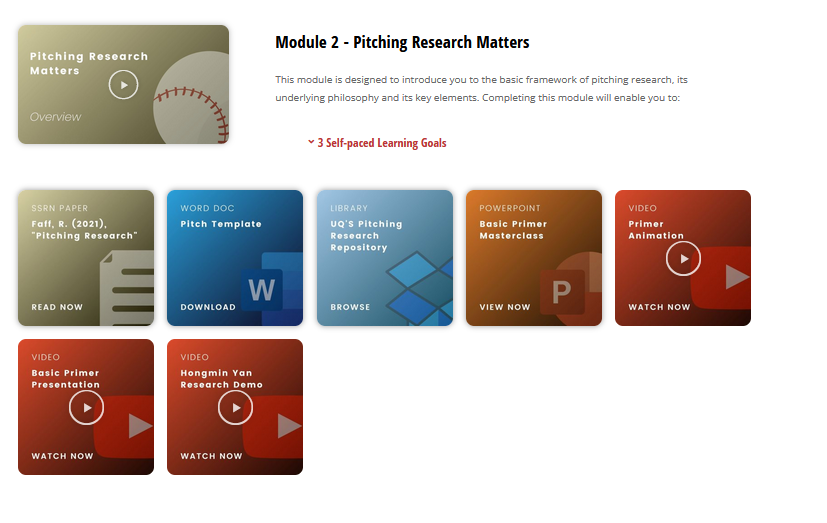 Pitching Research
Matters
Overview
Module 2 - Pitching Research Matters
This module is designed to introduce you to the basic framework of pitching research, its
underlying philosophy and its key elements. Completing this module will enable you to:
3 Self-paced Learning Goals
SSRN PAPER
Faff, R. (2021),
"Pitching Research"
READ NOW
WORD DOC
Pitch Template
W
DOWNLOAD
LIBRARY
UQ'S Pitching
Research
Repository
BROWSE
POWERPOINT
Basic Primer
Masterclass
P
VIEW NOW
VIDEO
Primer
Animation
WATCH NOW
VIDEO
Basic Primer
Presentation
WATCH NOW
VIDEO
Hongmin Yan
Research Demo
WATCH NOW